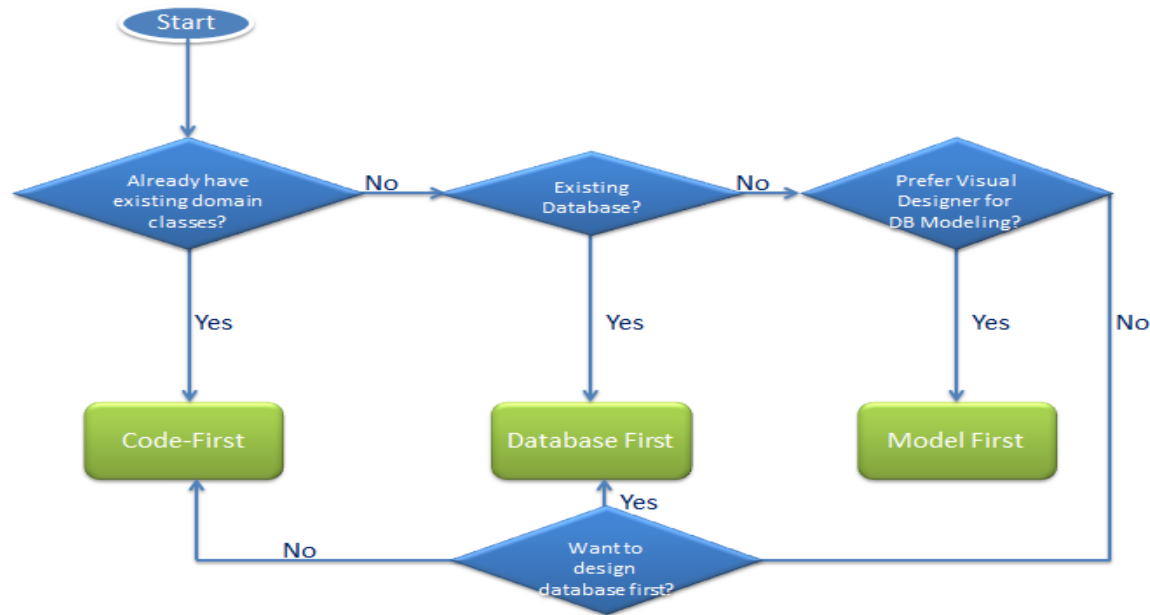 Start
Already have
existing domain
classes?
No
Existing
Database?
No
Prefer Visual
Designer for
DB Modeling?
Yes
Yes
Yes
No
Code-First
Database First
Model First
Yes
No
Want to
design
database first?